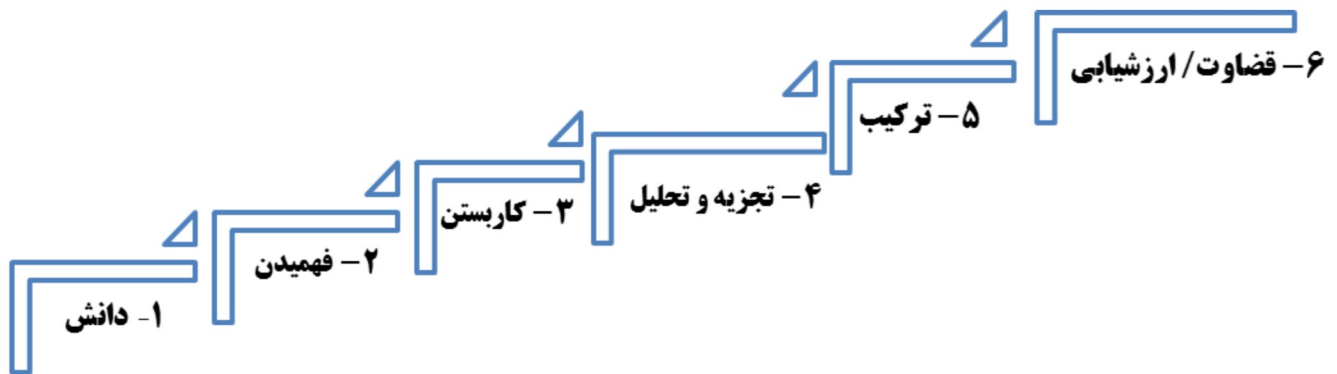 ۱- دانش
۲- فهمیدن
۳- کاربستن
۴- تجزیه و تحلیل
۵- ترکیب
۶- قضاوت/ ارزشیابی